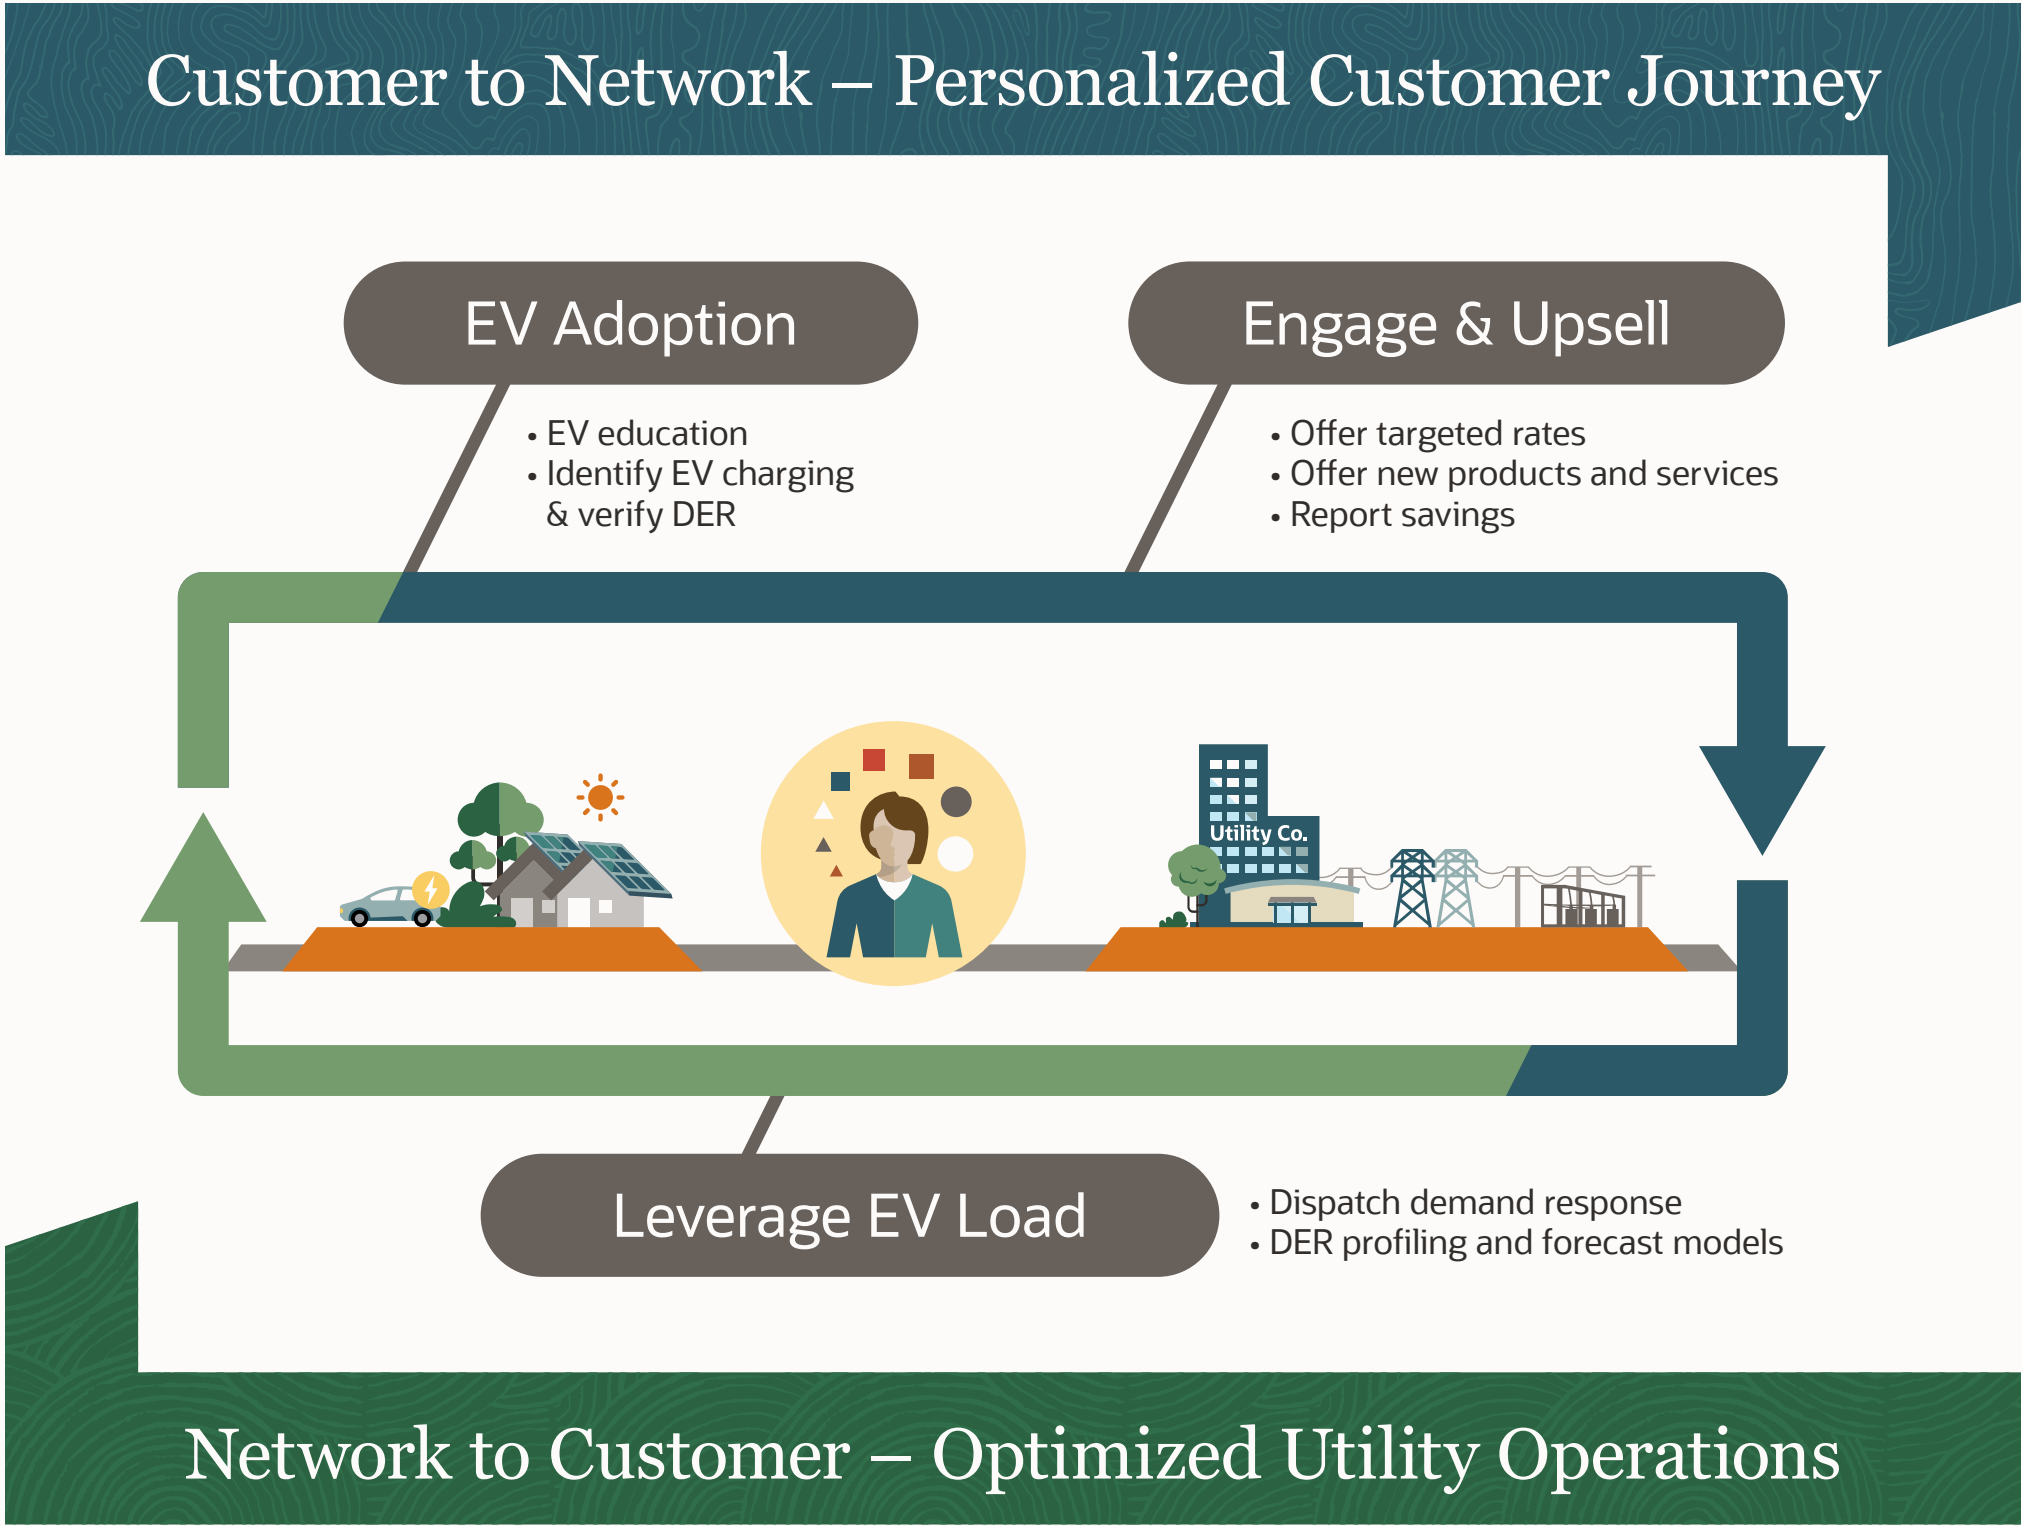 Customer to Network – Personalized Customer Journey
EV Adoption
• EV education
• Identify EV charging
& verify DER
Engage & Upsell
• Offer targeted rates
• Offer new products and services
• Report savings
Utility Co.
Leverage EV Load
• Dispatch demand response
• DER profiling and forecast models
Network to Customer – Optimized Utility Operations